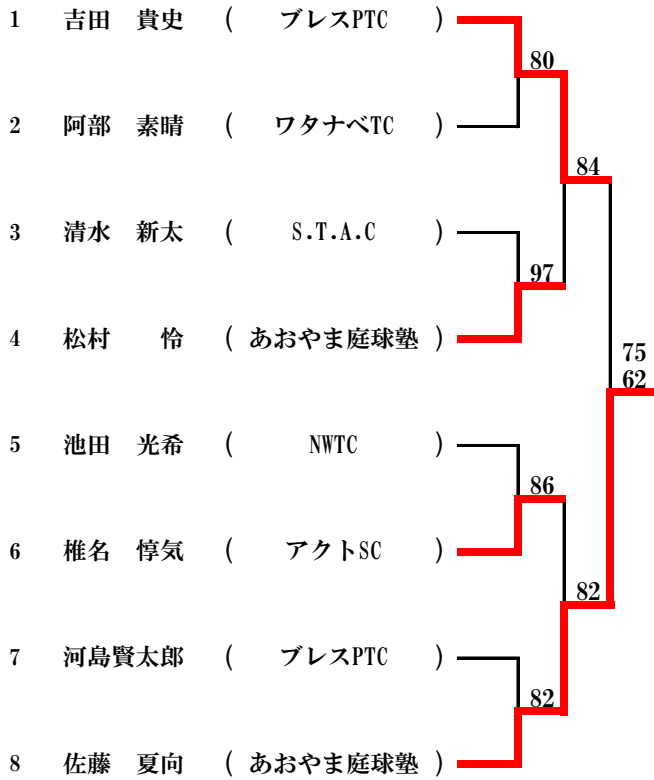 1 吉田 貴史 ( ブレスPTC )
80
2 阿部 素晴 ( ワタナベTC )
84
3 清水 新太 ( S.T.A.C )
97
4 松村 怜 ( あおやま庭球塾 )
75
62
5 池田 光希 ( NWTC )
86
6 椎名 惇気 ( アクトSC )
82
7 河島賢太郎 ( ブレスPTC )
82
8 佐藤 夏向 ( あおやま庭球塾 )